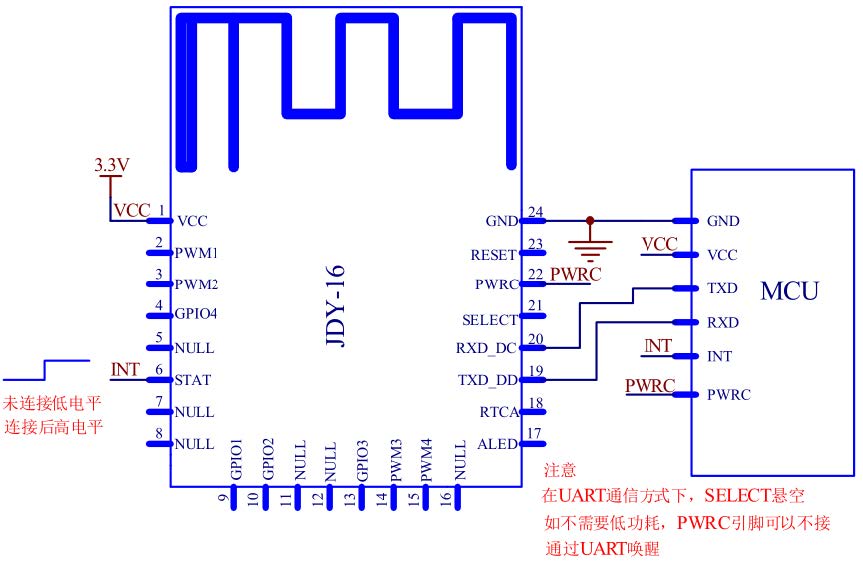 3.3V
VCC
1
VCC
2
PWM1
3
PWM2
4
GPIO4
5
NULL
INT
6
STAT
7
NULL
8
NULL
未连接低电平
连接后高电平
JDY-16
9
GPIO1
10
GPIO2
11
NULL
12
NULL
13
GPIO3
14
PWM3
15
PWM4
16
NULL
GND
24
RESET
23
PWRC
22
PWRC
SELECT
21
RXD_DC
20
TXD_DD
19
RTCA
18
ALED
17
MCU
GND
VCC
VCC
TXD
RXD
INT
INT
PWRC
PWRC
注意
在UART通信方式下，SELECT悬空
如不需要低功耗，PWRC引脚可以不接
通过UART唤醒